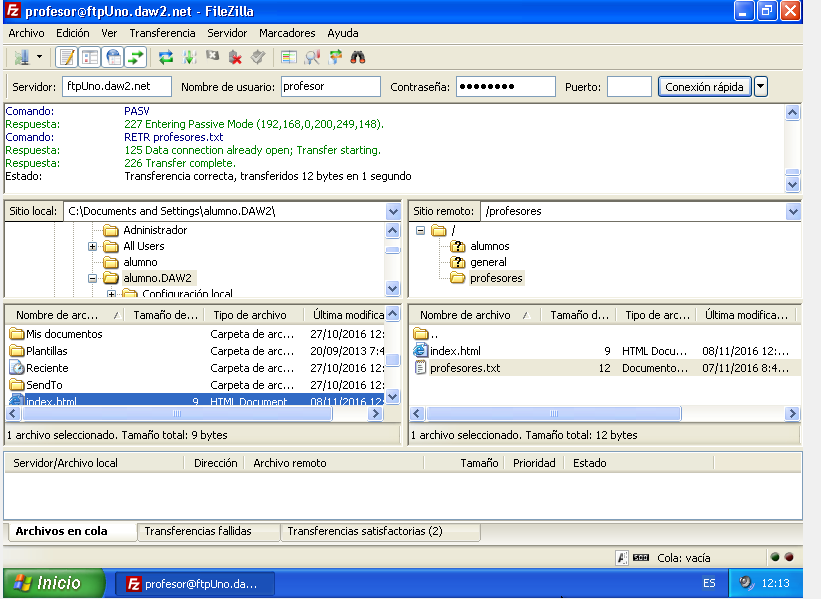 profesor@ftpUno.daw2.net - FileZilla
Archivo Edición Ver Transferencia Servidor Marcadores Ayuda
Servidor: ftpUno.daw2.net Nombre de usuario: profesor Contraseña: ●●●●●●●● Puerto: Conexión rápida
Comando: PASV
Respuesta: 227 Entering Passive Mode (192,168,0,200,249,148).
Comando: RETR profesores.txt
Respuesta: 125 Data connection already open; Transfer starting.
Respuesta: 226 Transfer complete.
Estado: Transferencia correcta, transferidos 12 bytes en 1 segundo
Sitio local: C:\Documents and Settings\alumno.DAW2\
Administrador
All Users
alumno
alumno.DAW2
Configuración local
Sitio remoto: /profesores
/
alumnos
general
profesores
Nombre de arc... Tamaño de... Tipo de archivo Última modifica
Mis documentos Carpeta de arc... 27/10/2016 12:
Plantillas Carpeta de arc... 20/09/2013 7:4
Reciente Carpeta de arc... 27/10/2016 12:
SendTo Carpeta de arc... 27/10/2016 12:
index.html 9 HTML Document 08/11/2016 12:
1 archivo seleccionado. Tamaño total: 9 bytes
Nombre de archivo Tamaño d... Tipo de arc... Última modifica...
..
index.html 9 HTML Docu... 08/11/2016 12:...
profesores.txt 12 Documento... 07/11/2016 8:4...
1 archivo seleccionado. Tamaño total: 12 bytes
Servidor/Archivo local Dirección Archivo remoto Tamaño Prioridad Estado
Archivos en cola Transferencias fallidas Transferencias satisfactorias (2)
Cola: vacía
Inicio profesor@ftpUno.da... ES 12:13